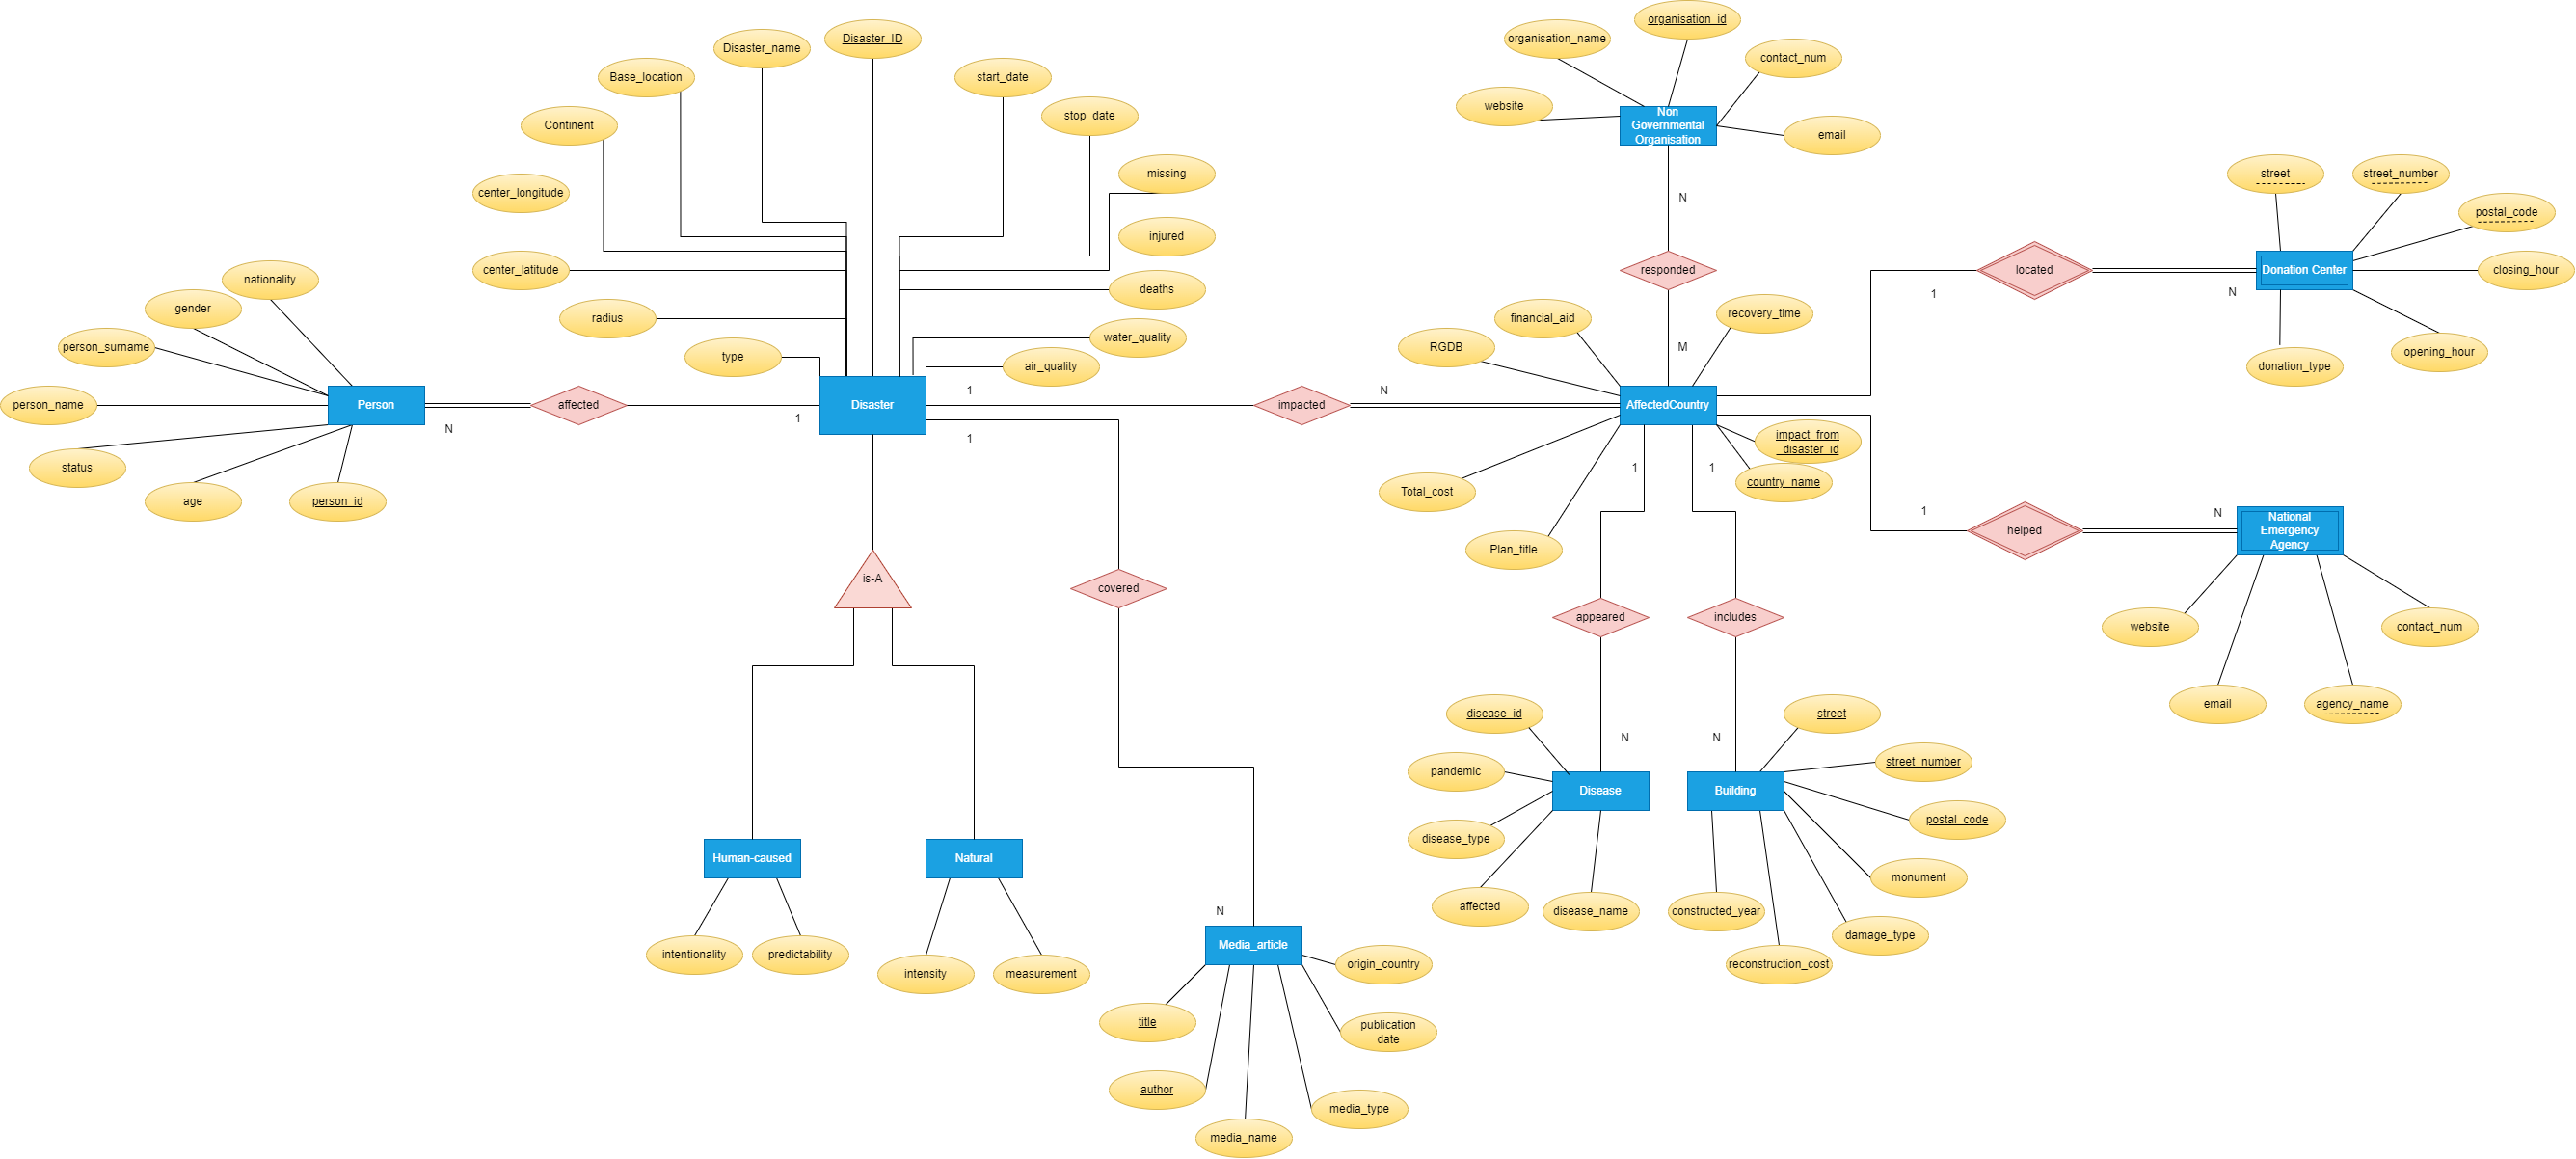 organisation_id
Disaster_ID
organisation_name
Disaster_name
contact_num
Base_location
start_date
website
Non
Governmental
Organisation
stop_date
Continent
email
missing
street
street_number
center_longitude
postal_code
N
injured
center_latitude
responded
located
Donation Center
closing_hour
nationality
deaths
1
N
gender
recovery_time
financial_aid
radius
water_quality
person_surname
RGDB
M
opening_hour
type
air_quality
donation_type
1
N
person_name
Person
affected
Disaster
impacted
AffectedCountry
1
N
1
impact_from
_disaster_id
status
1
1
country_name
Total_cost
age
person_id
1
N
National
Emergency
Agency
helped
Plan_title
is-A
covered
appeared
includes
website
contact_num
email
agency_name
disease_id
street
N
N
street_number
pandemic
Disease
Building
postal_code
disease_type
Human-caused
Natural
monument
affected
disease_name
constructed_year
N
damage_type
Media_article
intentionality
predictability
origin_country
reconstruction_cost
intensity
measurement
title
publication
date
author
media_type
media_name